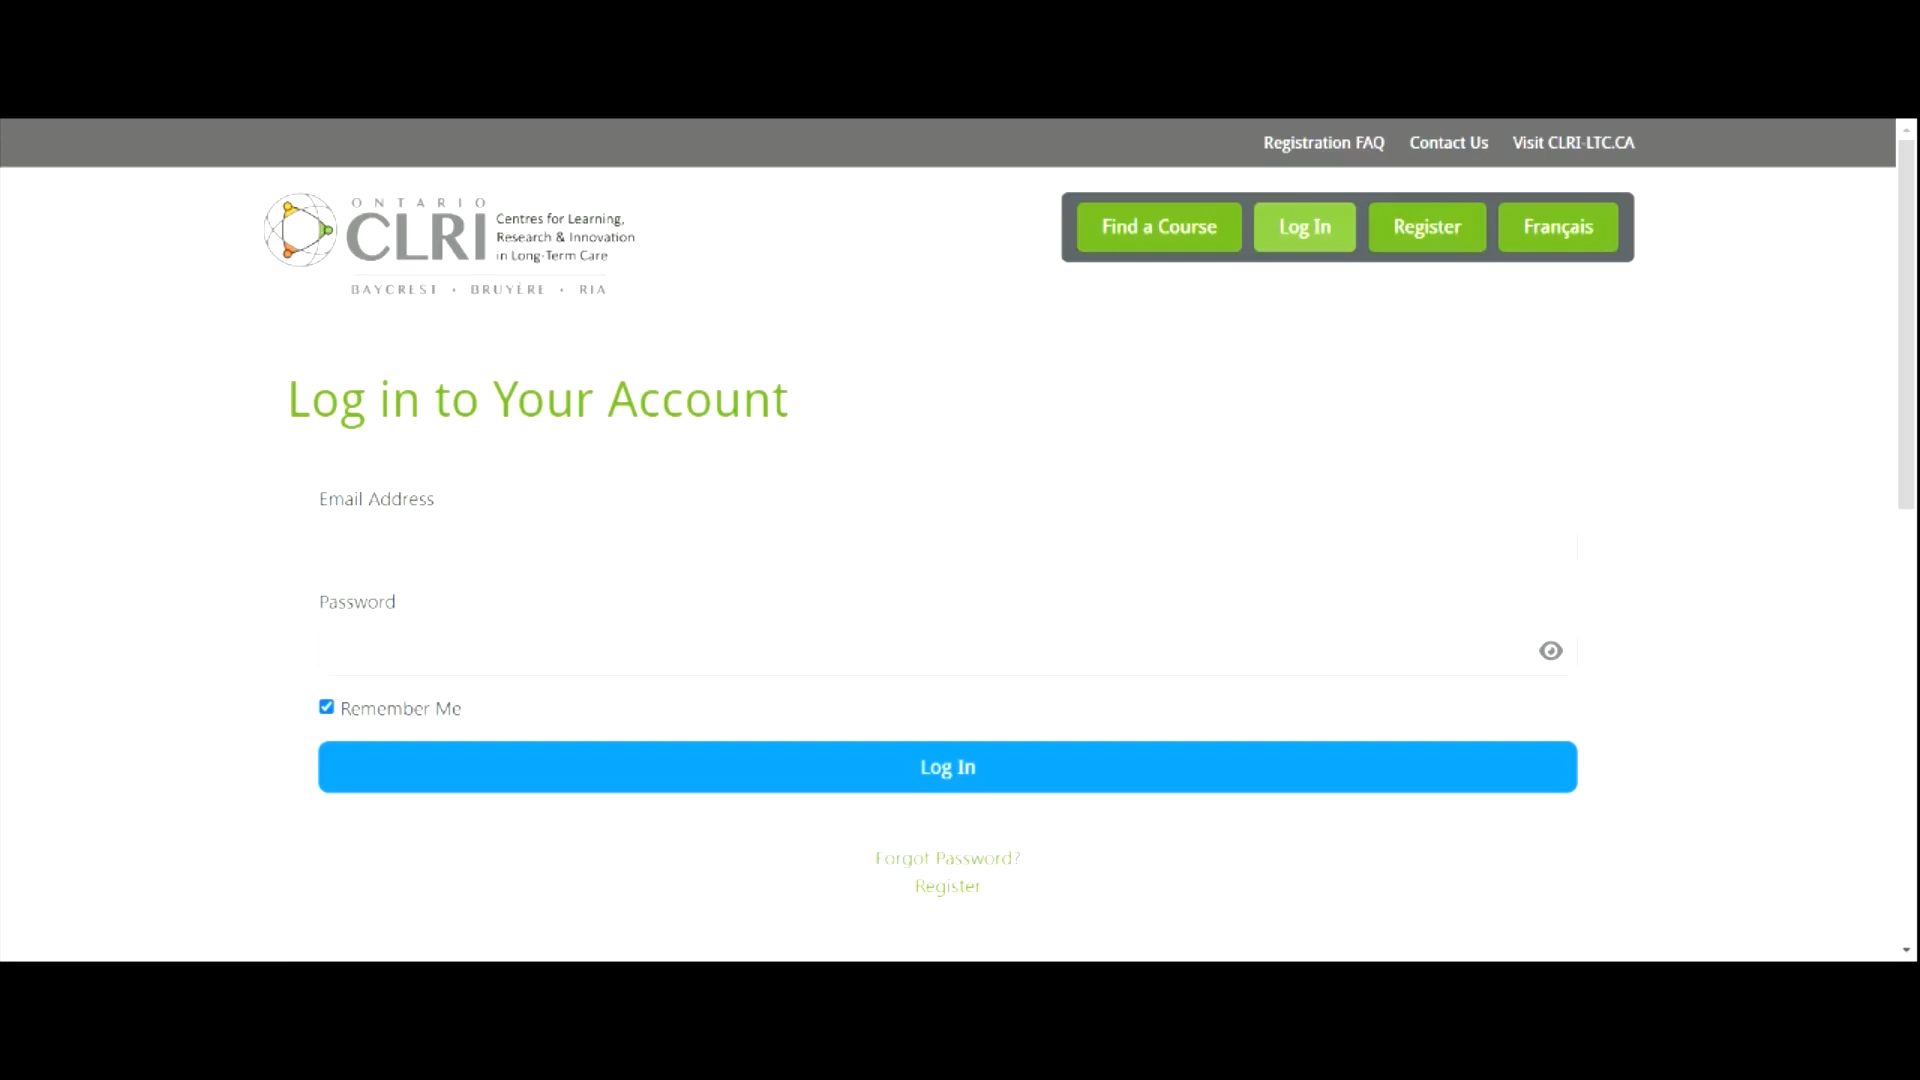 Registration FAQ Contact Us Visit CLRI-LTC.CA
ONTARIO
CLRI
Centres for Learning,
Research & Innovation
in Long-Term Care
BAYCREST • BRUYÈRE • RIA
Find a Course Log In Register Français
Log in to Your Account
Email Address
Password
Remember Me
Log In
Forgot Password?
Register